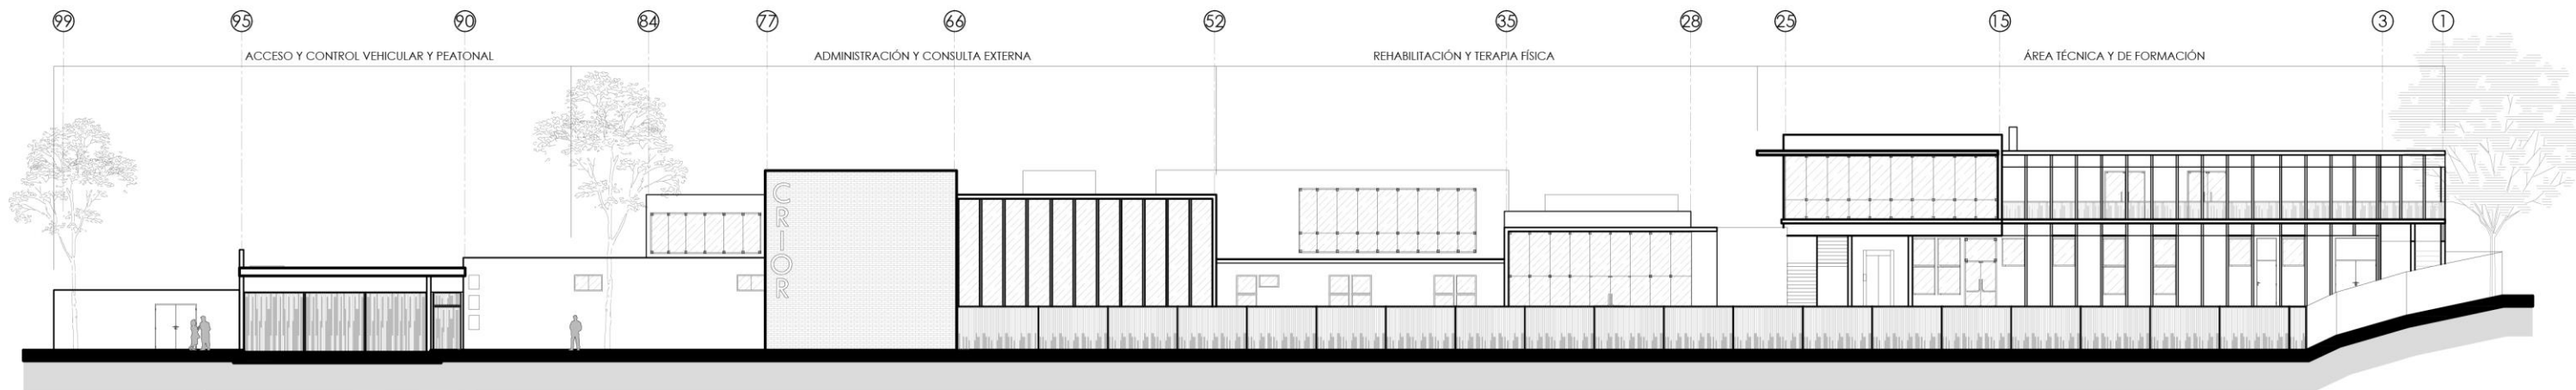 99 95 90 84 77 66 52 35 28 25 15 3 1
ACCESO Y CONTROL VEHICULAR Y PEATONAL ADMINISTRACIÓN Y CONSULTA EXTERNA REHABILITACIÓN Y TERAPIA FÍSICA ÁREA TÉCNICA Y DE FORMACIÓN
CRIOR